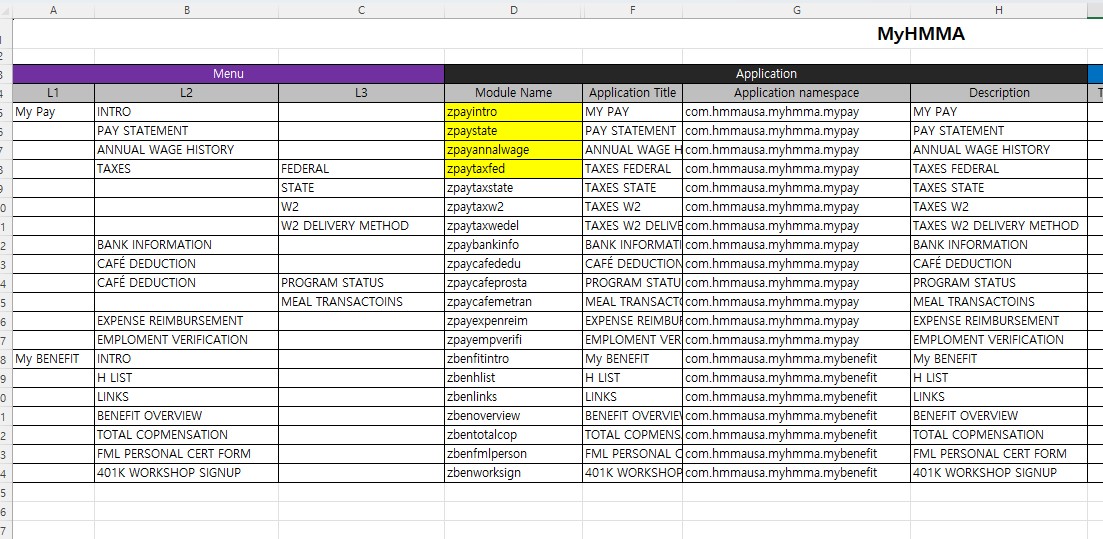 A B C D F G H
MyHMMA
Menu Application
L1 L2 L3 Module Name Application Title Application namespace Description
My Pay INTRO zpayintro MY PAY com.hmmausa.myhmma.mypay MY PAY
PAY STATEMENT zpaystate PAY STATEMENT com.hmmausa.myhmma.mypay PAY STATEMENT
ANNUAL WAGE HISTORY zpayannalwage ANNUAL WAGE H com.hmmausa.myhmma.mypay ANNUAL WAGE HISTORY
TAXES FEDERAL zpaytaxfed TAXES FEDERAL com.hmmausa.myhmma.mypay TAXES FEDERAL
STATE zpaytaxstate TAXES STATE com.hmmausa.myhmma.mypay TAXES STATE
W2 zpaytaxw2 TAXES W2 com.hmmausa.myhmma.mypay TAXES W2
W2 DELIVERY METHOD zpaytaxwedel TAXES W2 DELIVE com.hmmausa.myhmma.mypay TAXES W2 DELIVERY METHOD
BANK INFORMATION zpaybankinfo BANK INFORMATI com.hmmausa.myhmma.mypay BANK INFORMATION
CAFÉ DEDUCTION zpaycafededu CAFÉ DEDUCTION com.hmmausa.myhmma.mypay CAFÉ DEDUCTION
CAFÉ DEDUCTION PROGRAM STATUS zpaycafeprosta PROGRAM STATU com.hmmausa.myhmma.mypay PROGRAM STATUS
MEAL TRANSACTOINS zpaycafemetran MEAL TRANSACT com.hmmausa.myhmma.mypay MEAL TRANSACTOINS
EXPENSE REIMBURSEMENT zpayexpenreim EXPENSE REIMBU com.hmmausa.myhmma.mypay EXPENSE REIMBURSEMENT
EMPLOMENT VERIFICATION zpayempverifi EMPLOMENT VER com.hmmausa.myhmma.mypay EMPLOMENT VERIFICATION
My BENEFIT INTRO zbenfitintro My BENEFIT com.hmmausa.myhmma.mybenefit My BENEFIT
H LIST zbenhlist H LIST com.hmmausa.myhmma.mybenefit H LIST
LINKS zbenlinks LINKS com.hmmausa.myhmma.mybenefit LINKS
BENEFIT OVERVIEW zbenoverview BENEFIT OVERVIE com.hmmausa.myhmma.mybenefit BENEFIT OVERVIEW
TOTAL COPMENSATION zbentotalcop TOTAL COPMENS com.hmmausa.myhmma.mybenefit TOTAL COPMENSATION
FML PERSONAL CERT FORM zbenfmlperson FML PERSONAL C com.hmmausa.myhmma.mybenefit FML PERSONAL CERT FORM
401K WORKSHOP SIGNUP zbenworksign 401K WORKSHOP com.hmmausa.myhmma.mybenefit 401K WORKSHOP SIGNUP